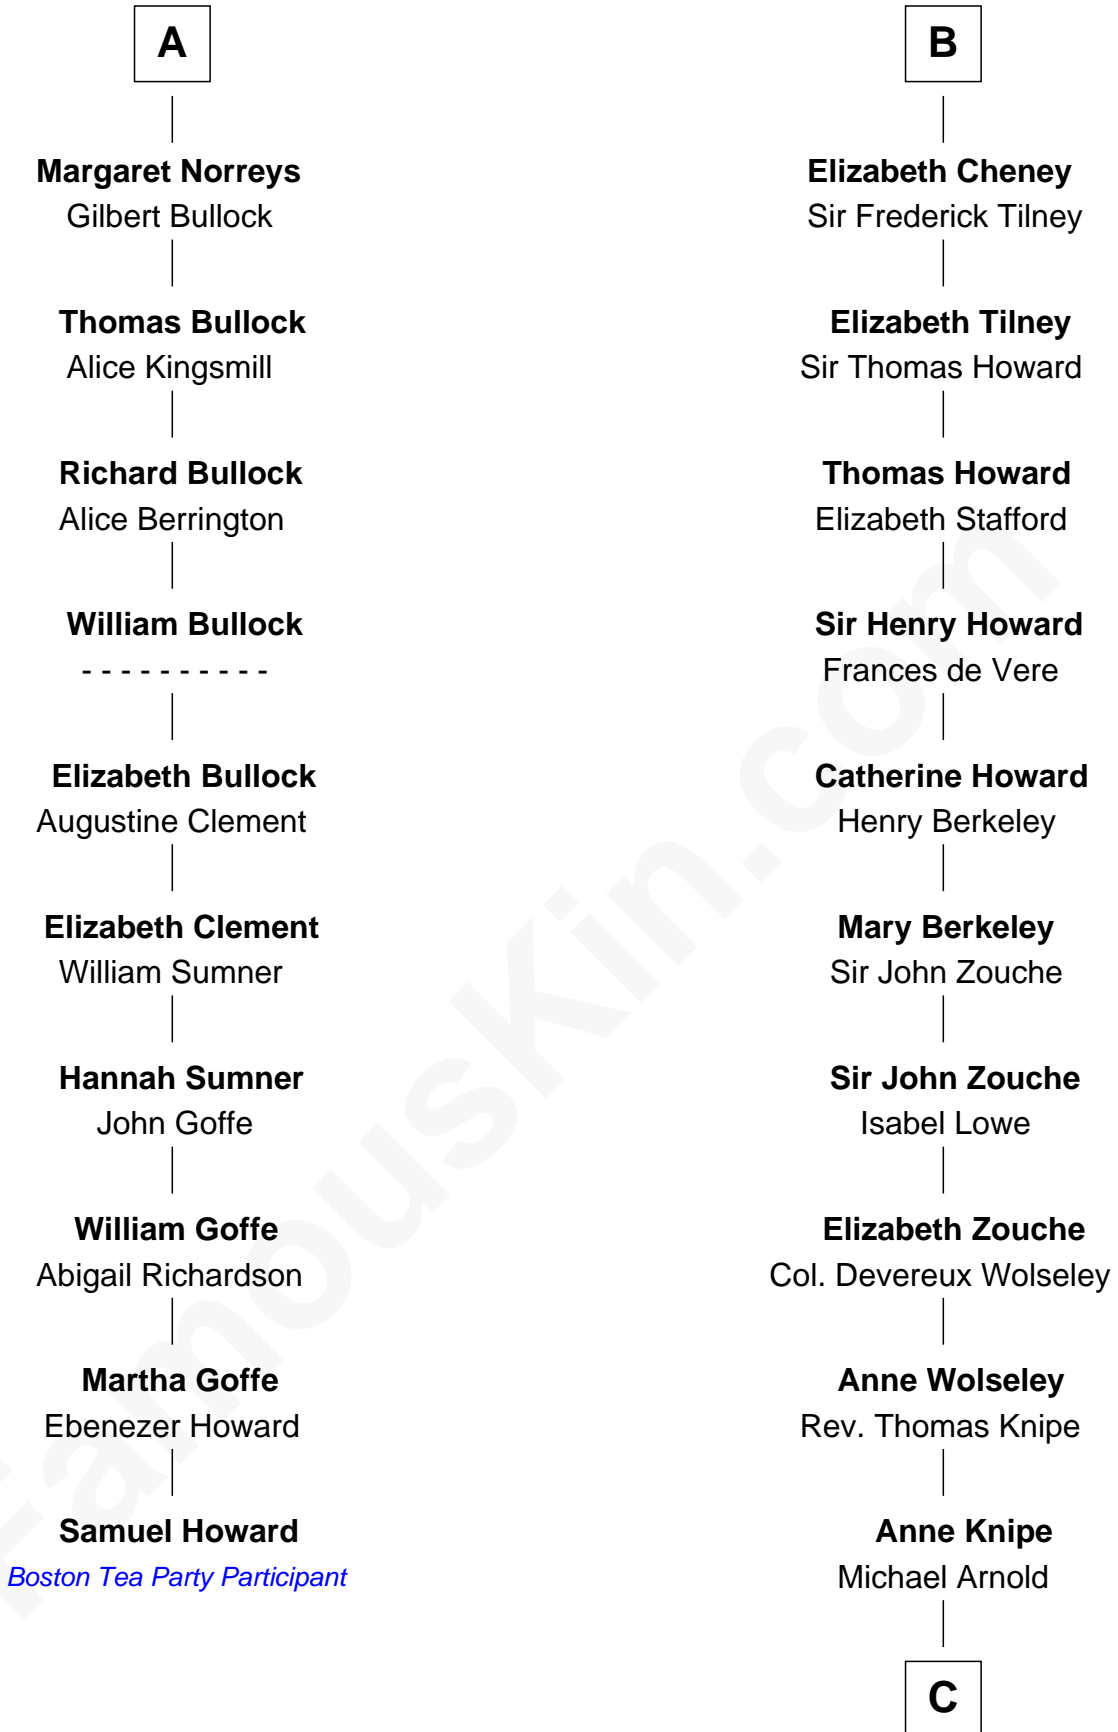 A
Margaret Norreys
Gilbert Bullock
Thomas Bullock
Alice Kingsmill
Richard Bullock
Alice Berrington
William Bullock
- - - - - - - - - -
Elizabeth Bullock
Augustine Clement
Elizabeth Clement
William Sumner
Hannah Sumner
John Goffe
William Goffe
Abigail Richardson
Martha Goffe
Ebenezer Howard
Samuel Howard
Boston Tea Party Participant
B
Elizabeth Cheney
Sir Frederick Tilney
Elizabeth Tilney
Sir Thomas Howard
Thomas Howard
Elizabeth Stafford
Sir Henry Howard
Frances de Vere
Catherine Howard
Henry Berkeley
Mary Berkeley
Sir John Zouche
Sir John Zouche
Isabel Lowe
Elizabeth Zouche
Col. Devereux Wolseley
Anne Wolseley
Rev. Thomas Knipe
Anne Knipe
Michael Arnold
C
FamousKin.com